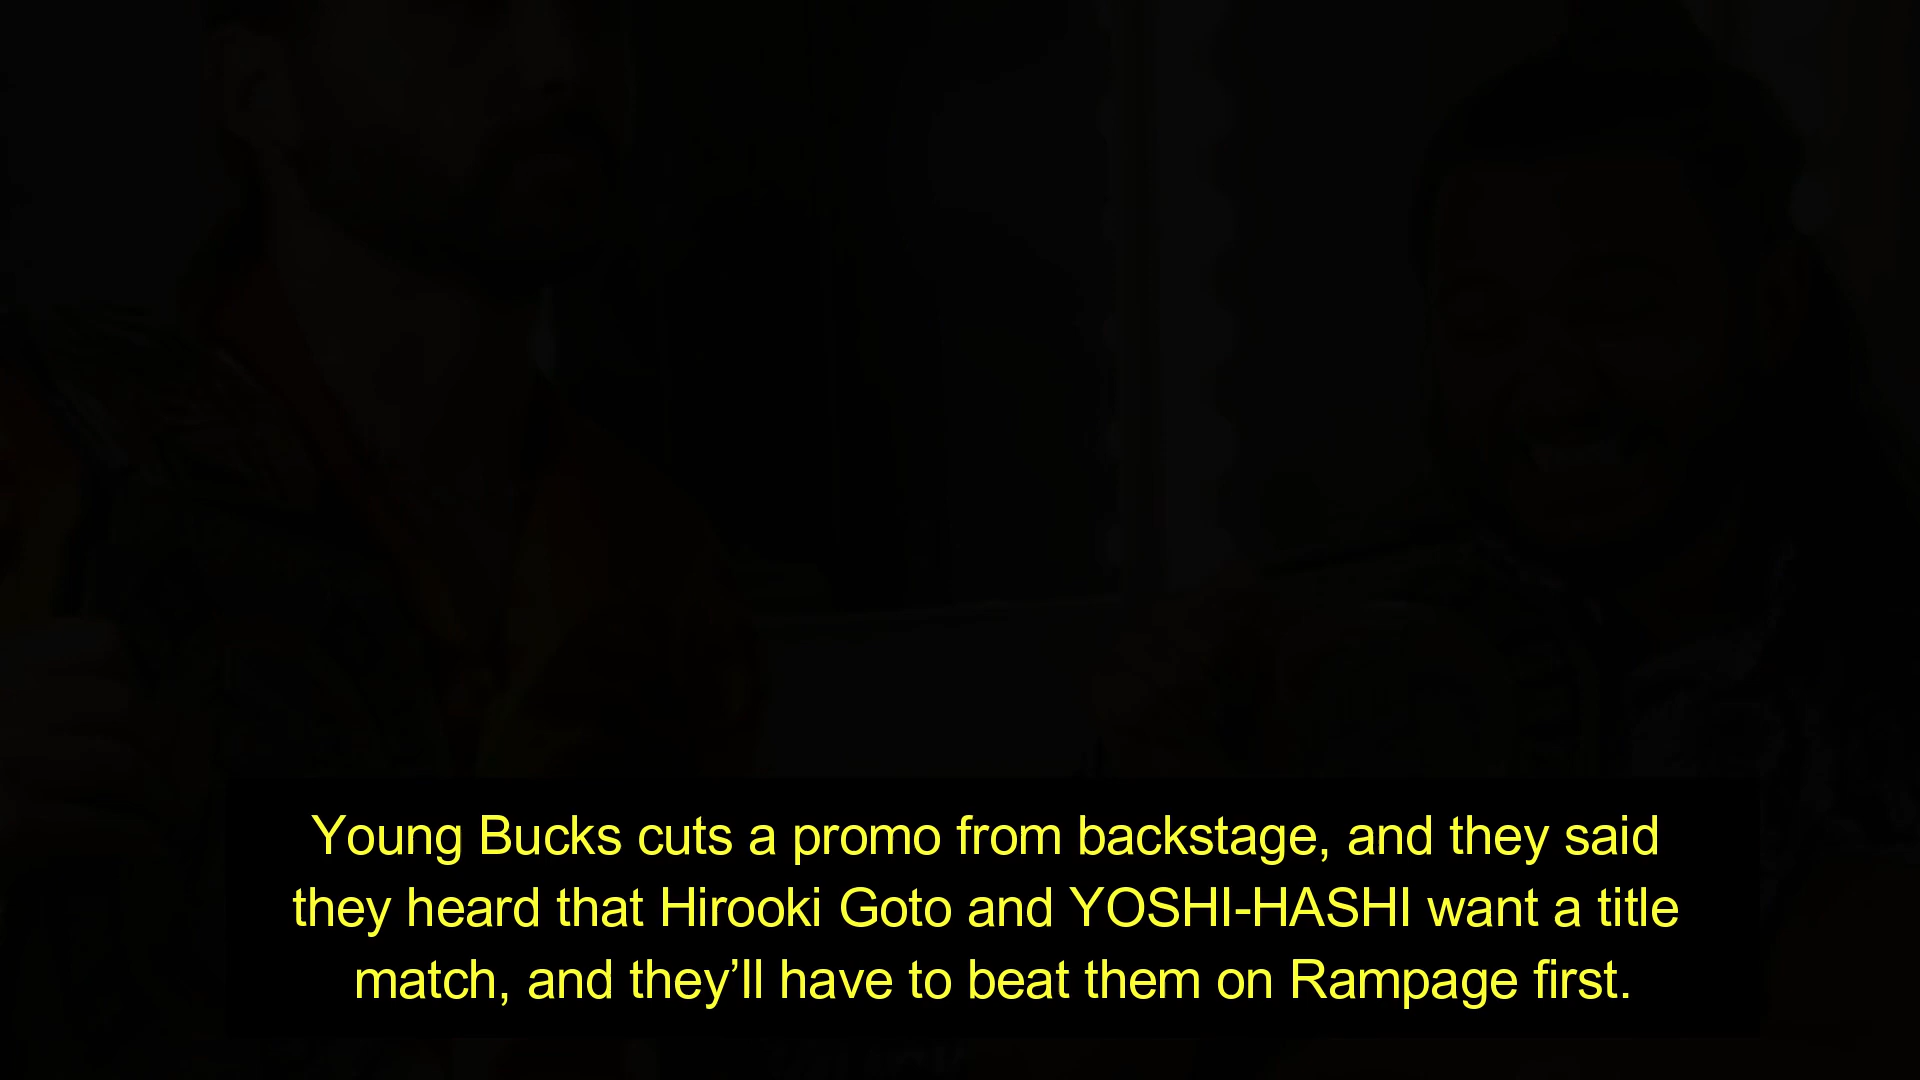 Young Bucks cuts a promo from backstage, and they said
they heard that Hirooki Goto and YOSHI-HASHI want a title
match, and they’ll have to beat them on Rampage first.